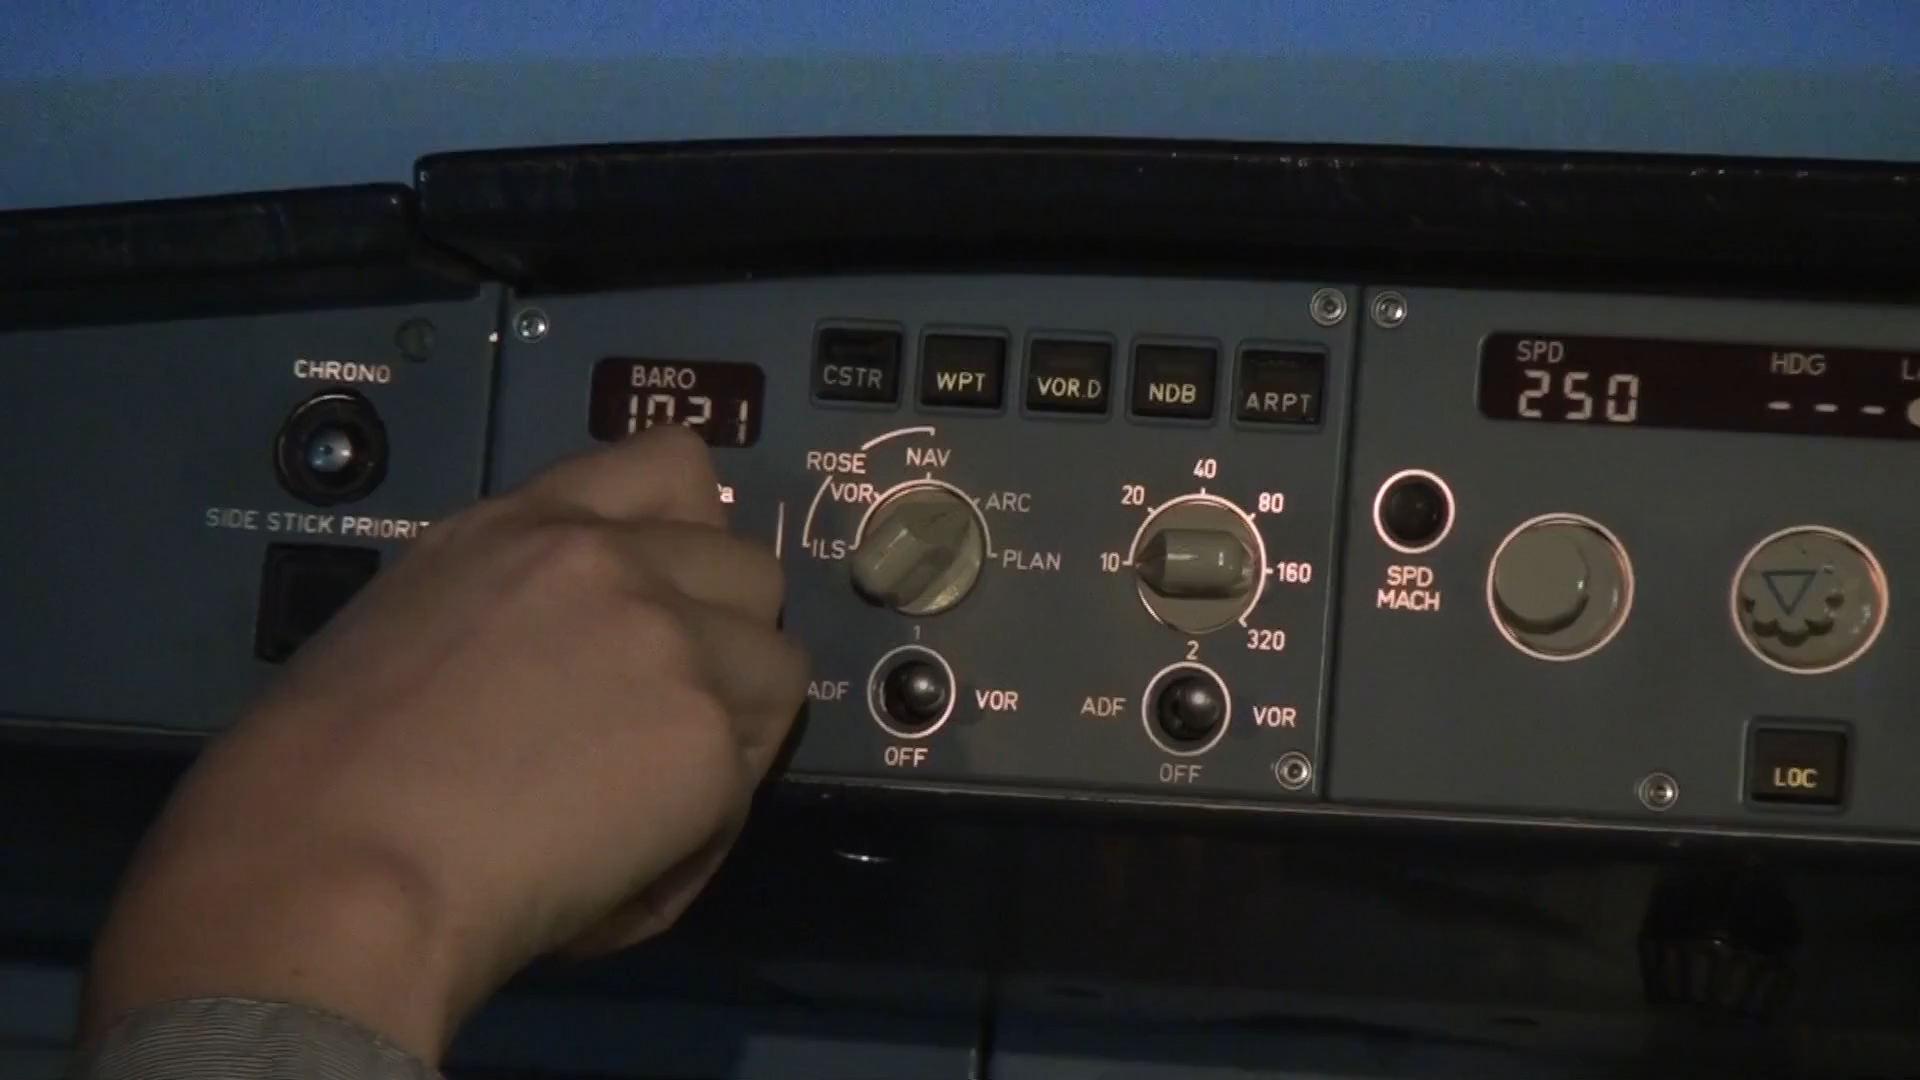 CHRONO
SIDE STICK PRIORIT
BARO
1021
CSTR
WPT
VOR.D
NDB
ARPT
ROSE
NAV
VOR
ARC
ILS
PLAN
10
20
40
80
160
320
1
ADF
VOR
OFF
2
ADF
VOR
OFF
SPD
250
HDG
---
SPD
MACH
LOC